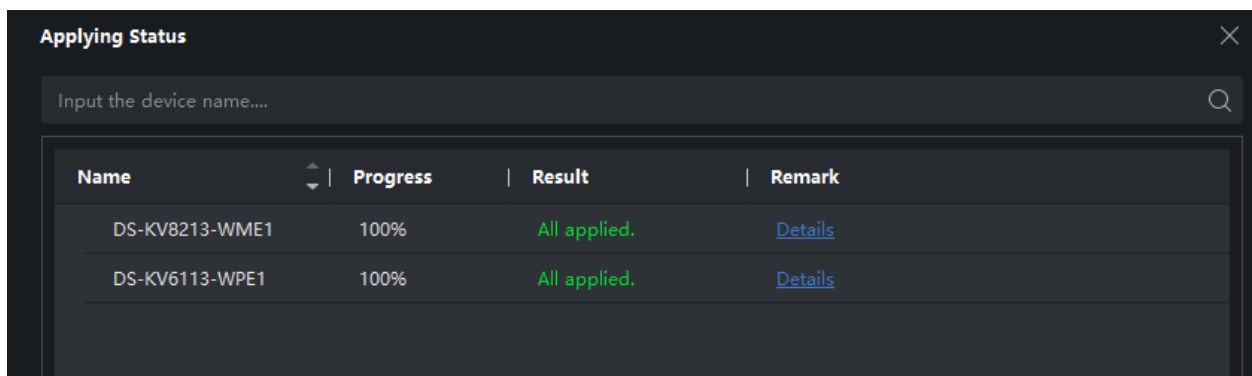 Applying Status
Input the device name....
Name | Progress | Result | Remark
DS-KV8213-WME1 100% All applied. Details
DS-KV6113-WPE1 100% All applied. Details